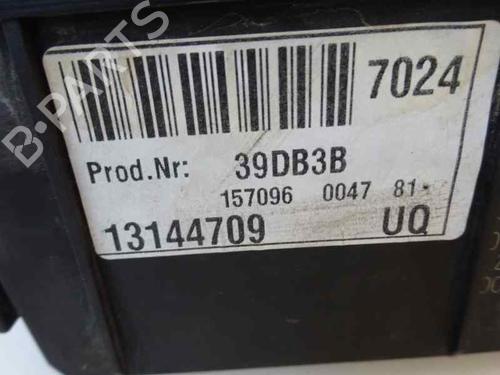 B-PARTS
7024
Prod.Nr: 39DB3B
157096 0047 81-
13144709 UQ